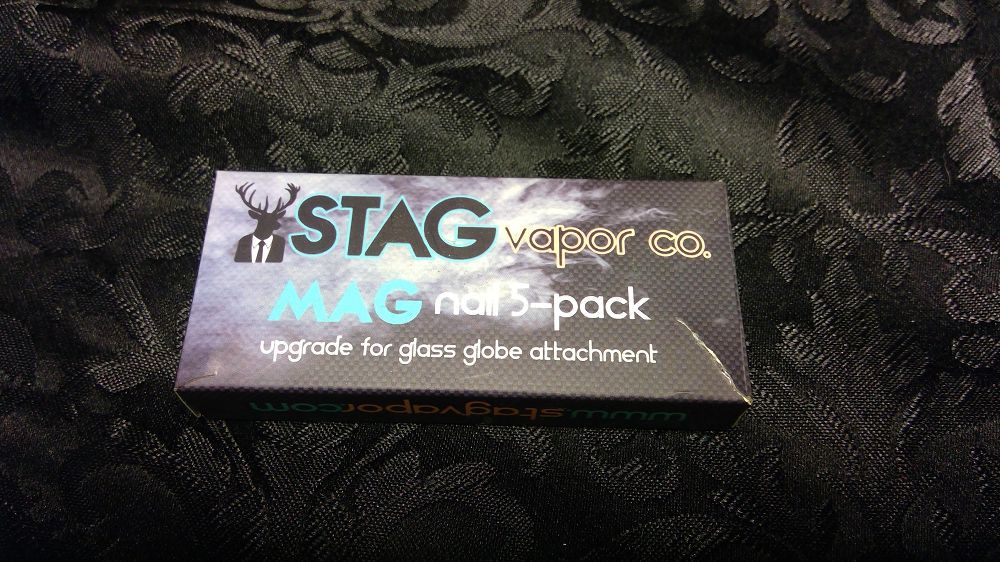 STAG vapor co.
MAG nail 5-pack
upgrade for glass globe attachment
www.stagvapor.com